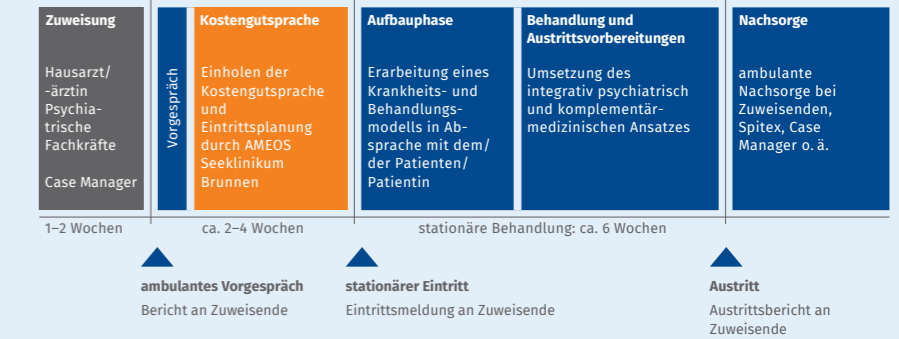 Zuweisung
Hausarzt/
-ärztin
Psychia-
trische
Fachkräfte
Case Manager
Vorgespräch
Kostengutsprache
Einholen der
Kostengutsprache
und
Eintrittsplanung
durch AMEOS
Seeklinikum
Brunnen
Aufbauphase
Erarbeitung eines
Krankheits- und
Behandlungs-
modells in Ab-
sprache mit dem/
der Patienten/
Patientin
Behandlung und
Austrittsvorbereitungen
Umsetzung des
integrativ psychiatrisch
und komplementär-
medizinischen Ansatzes
Nachsorge
ambulante
Nachsorge bei
Zuweisenden,
Spitex, Case
Manager o. ä.
1–2 Wochen
ca. 2–4 Wochen
stationäre Behandlung: ca. 6 Wochen
ambulantes Vorgespräch
Bericht an Zuweisende
stationärer Eintritt
Eintrittsmeldung an Zuweisende
Austritt
Austrittsbericht an
Zuweisende